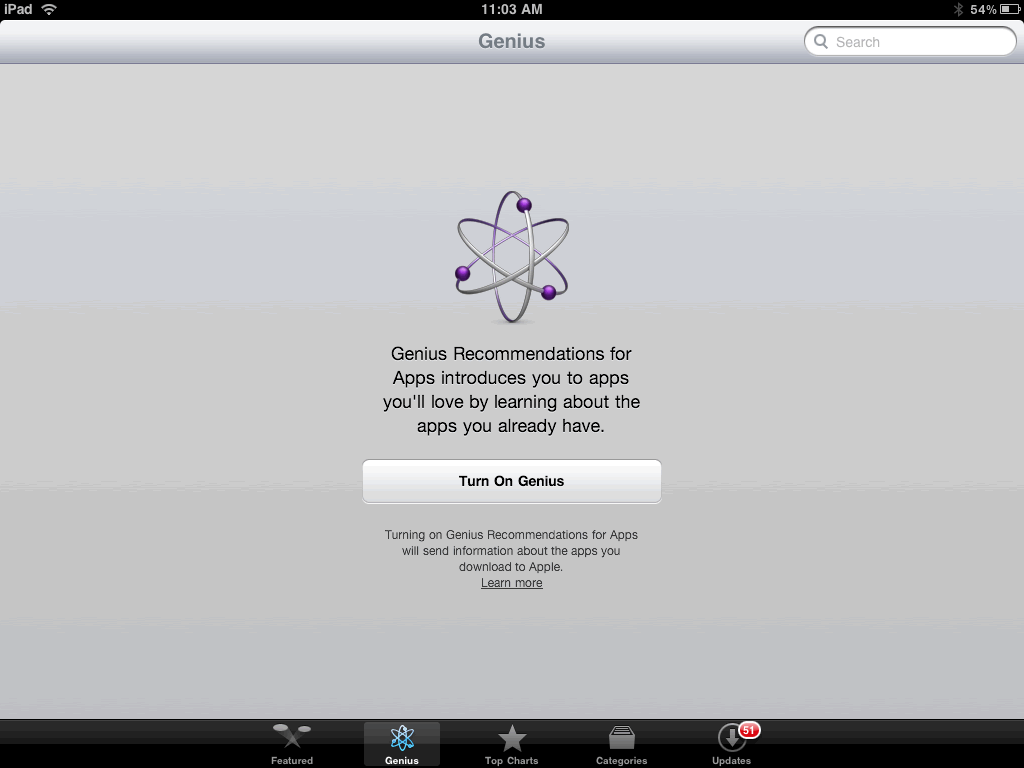 iPad 11:03 AM 54%
Genius
Search
Genius Recommendations for
Apps introduces you to apps
you'll love by learning about the
apps you already have.
Turn On Genius
Turning on Genius Recommendations for Apps
will send information about the apps you
download to Apple.
Learn more
51
Featured Genius Top Charts Categories Updates